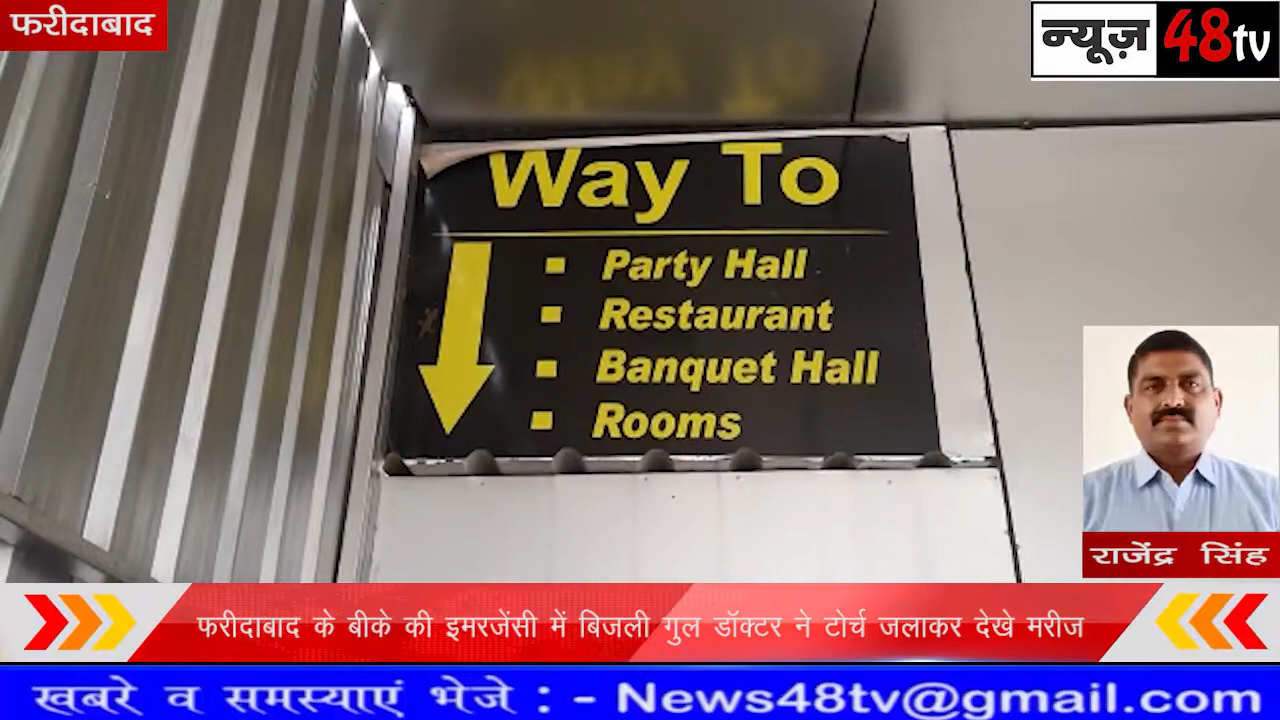 फरीदाबाद
न्यूज़ 48tv
Way To
Party Hall
Restaurant
Banquet Hall
Rooms
राजेंद्र सिंह
फरीदाबाद के बीके की इमरजेंसी में बिजली गुल डॉक्टर ने टोर्च जलाकर देखे मरीज
खबरे व समस्याएं भेजे : - News48tv@gmail.com